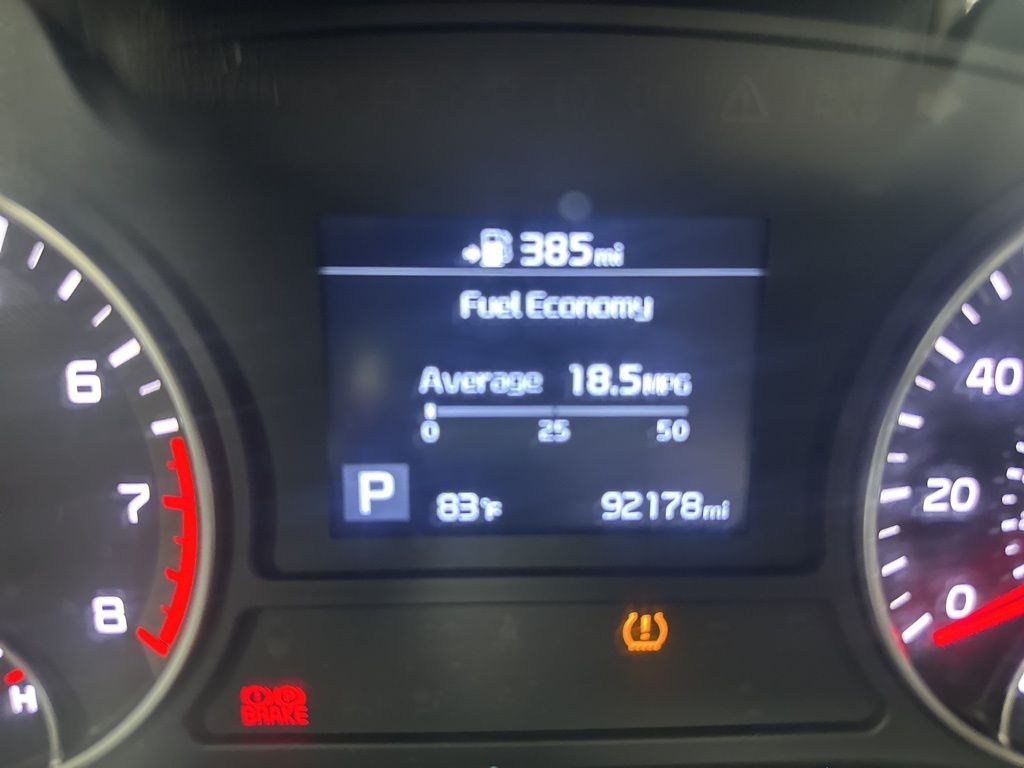 385mi
Fuel Economy
Average 18.5MPG
0 25 50
P 83°F 92178mi
6
7
8
H
40
20
0
BRAKE